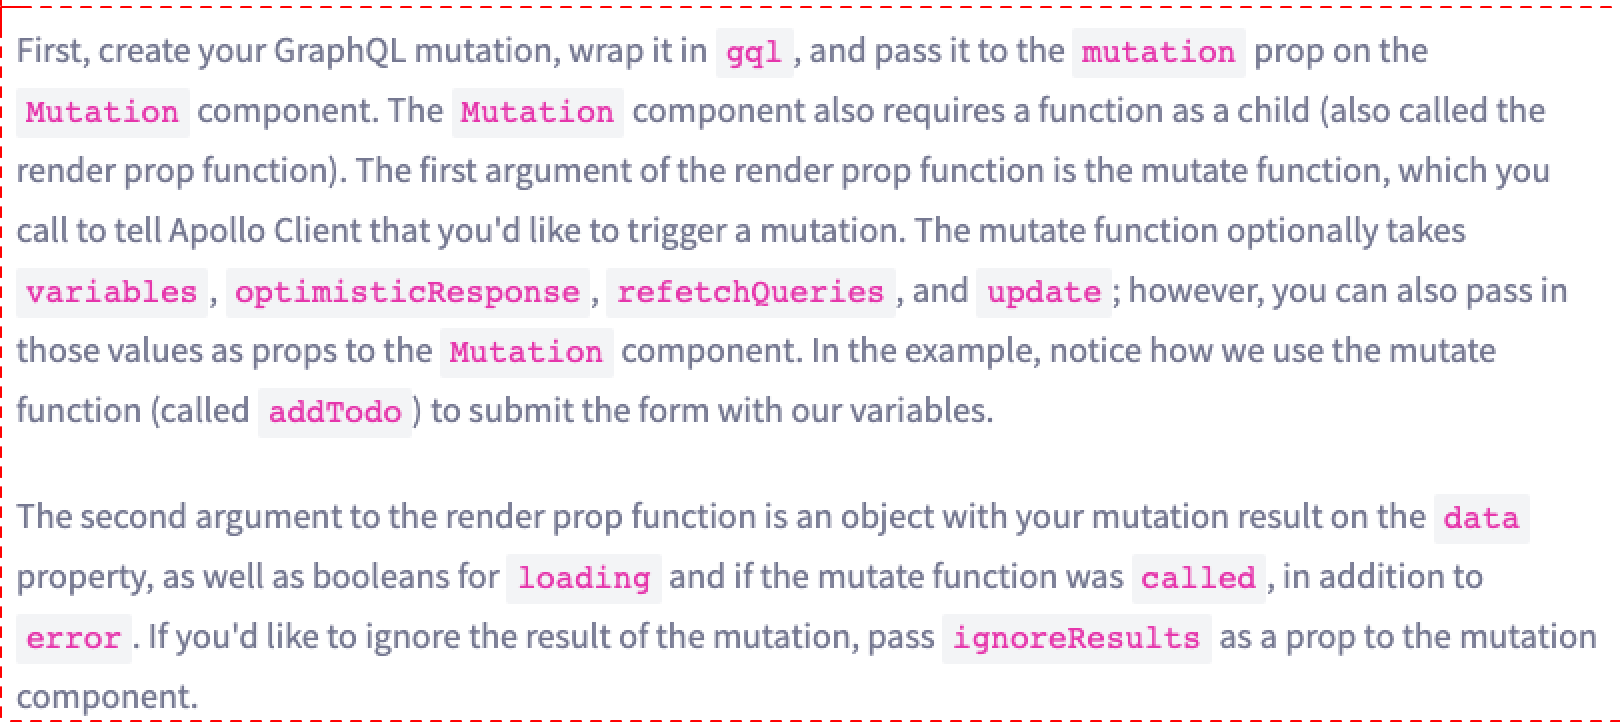 First, create your GraphQL mutation, wrap it in gql, and pass it to the mutation prop on the
Mutation component. The Mutation component also requires a function as a child (also called the
render prop function). The first argument of the render prop function is the mutate function, which you
call to tell Apollo Client that you'd like to trigger a mutation. The mutate function optionally takes
variables, optimisticResponse, refetchQueries, and update; however, you can also pass in
those values as props to the Mutation component. In the example, notice how we use the mutate
function (called addTodo) to submit the form with our variables.
The second argument to the render prop function is an object with your mutation result on the data
property, as well as booleans for loading and if the mutate function was called, in addition to
error. If you'd like to ignore the result of the mutation, pass ignoreResults as a prop to the mutation
component.